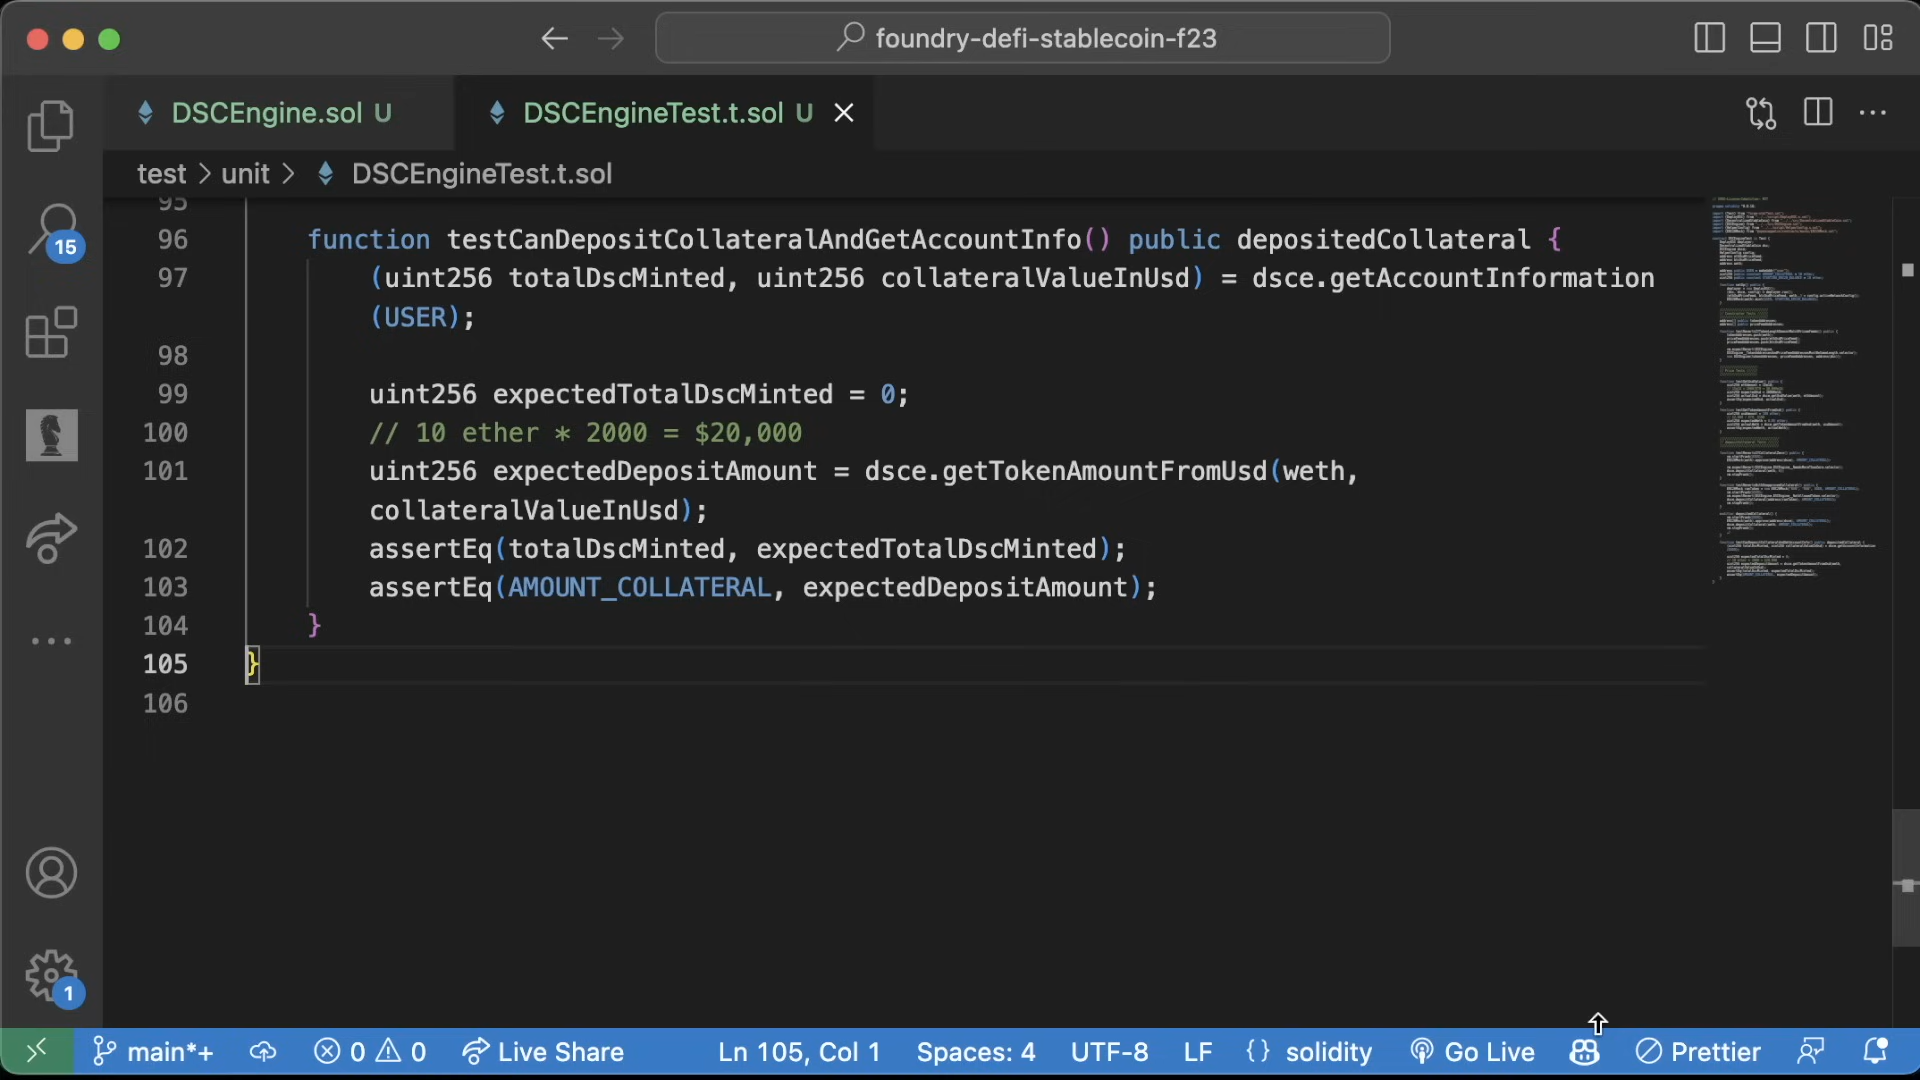 foundry-defi-stablecoin-f23
DSCEngine.sol U
DSCEngineTest.t.sol U
test > unit > DSCEngineTest.t.sol
95
96 function testCanDepositCollateralAndGetAccountInfo() public depositedCollateral {
97 (uint256 totalDscMinted, uint256 collateralValueInUsd) = dsce.getAccountInformation
(USER);
98
99 uint256 expectedTotalDscMinted = 0;
100 // 10 ether * 2000 = $20,000
101 uint256 expectedDepositAmount = dsce.getTokenAmountFromUsd(weth,
collateralValueInUsd);
102 assertEq(totalDscMinted, expectedTotalDscMinted);
103 assertEq(AMOUNT_COLLATERAL, expectedDepositAmount);
104 }
105 }
106
15
1
main*+ 0 0 Live Share Ln 105, Col 1 Spaces: 4 UTF-8 LF {} solidity Go Live Prettier